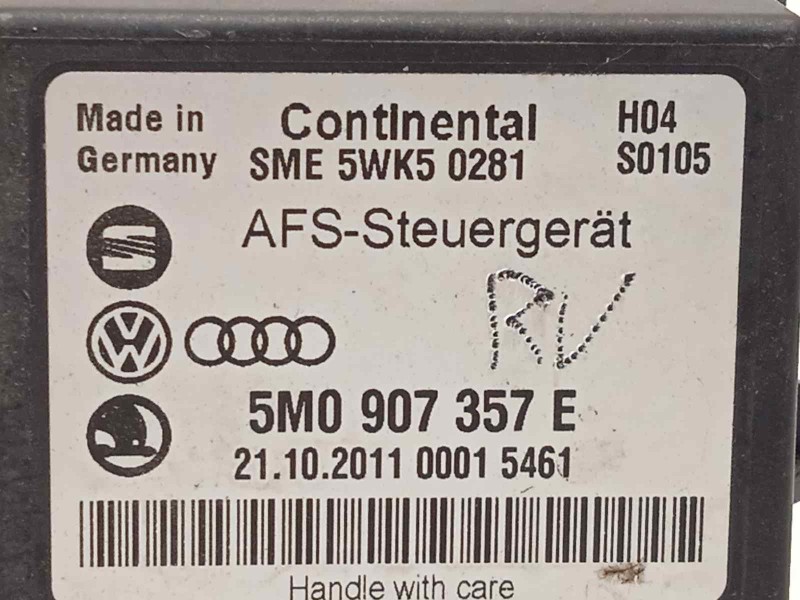 Made in Continental H04
Germany SME 5WK5 0281 S0105
AFS-Steuergerät
RV
5M0 907 357 E
21.10.2011 0001 5461
Handle with care